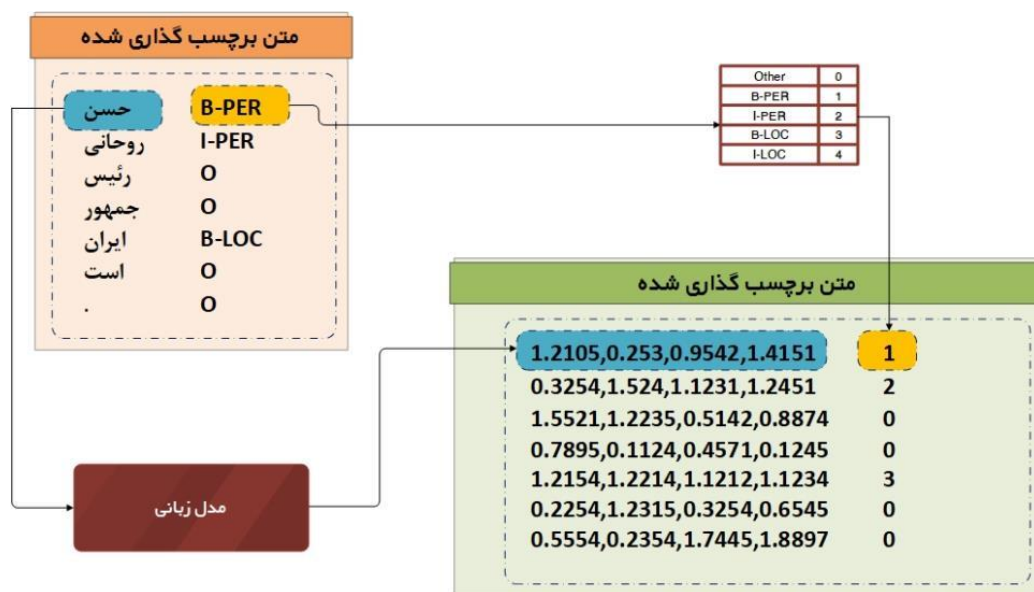 متن برچسب گذاری شده
حسن B-PER
روحانی I-PER
رئیس O
جمهور O
ایران B-LOC
است O
. O
Other 0
B-PER 1
I-PER 2
B-LOC 3
I-LOC 4
متن برچسب گذاری شده
1.2105,0.253,0.9542,1.4151 1
0.3254,1.524,1.1231,1.2451 2
1.5521,1.2235,0.5142,0.8874 0
0.7895,0.1124,0.4571,0.1245 0
1.2154,1.2214,1.1212,1.1234 3
0.2254,1.2315,0.3254,0.6545 0
0.5554,0.2354,1.7445,1.8897 0
مدل زبانی